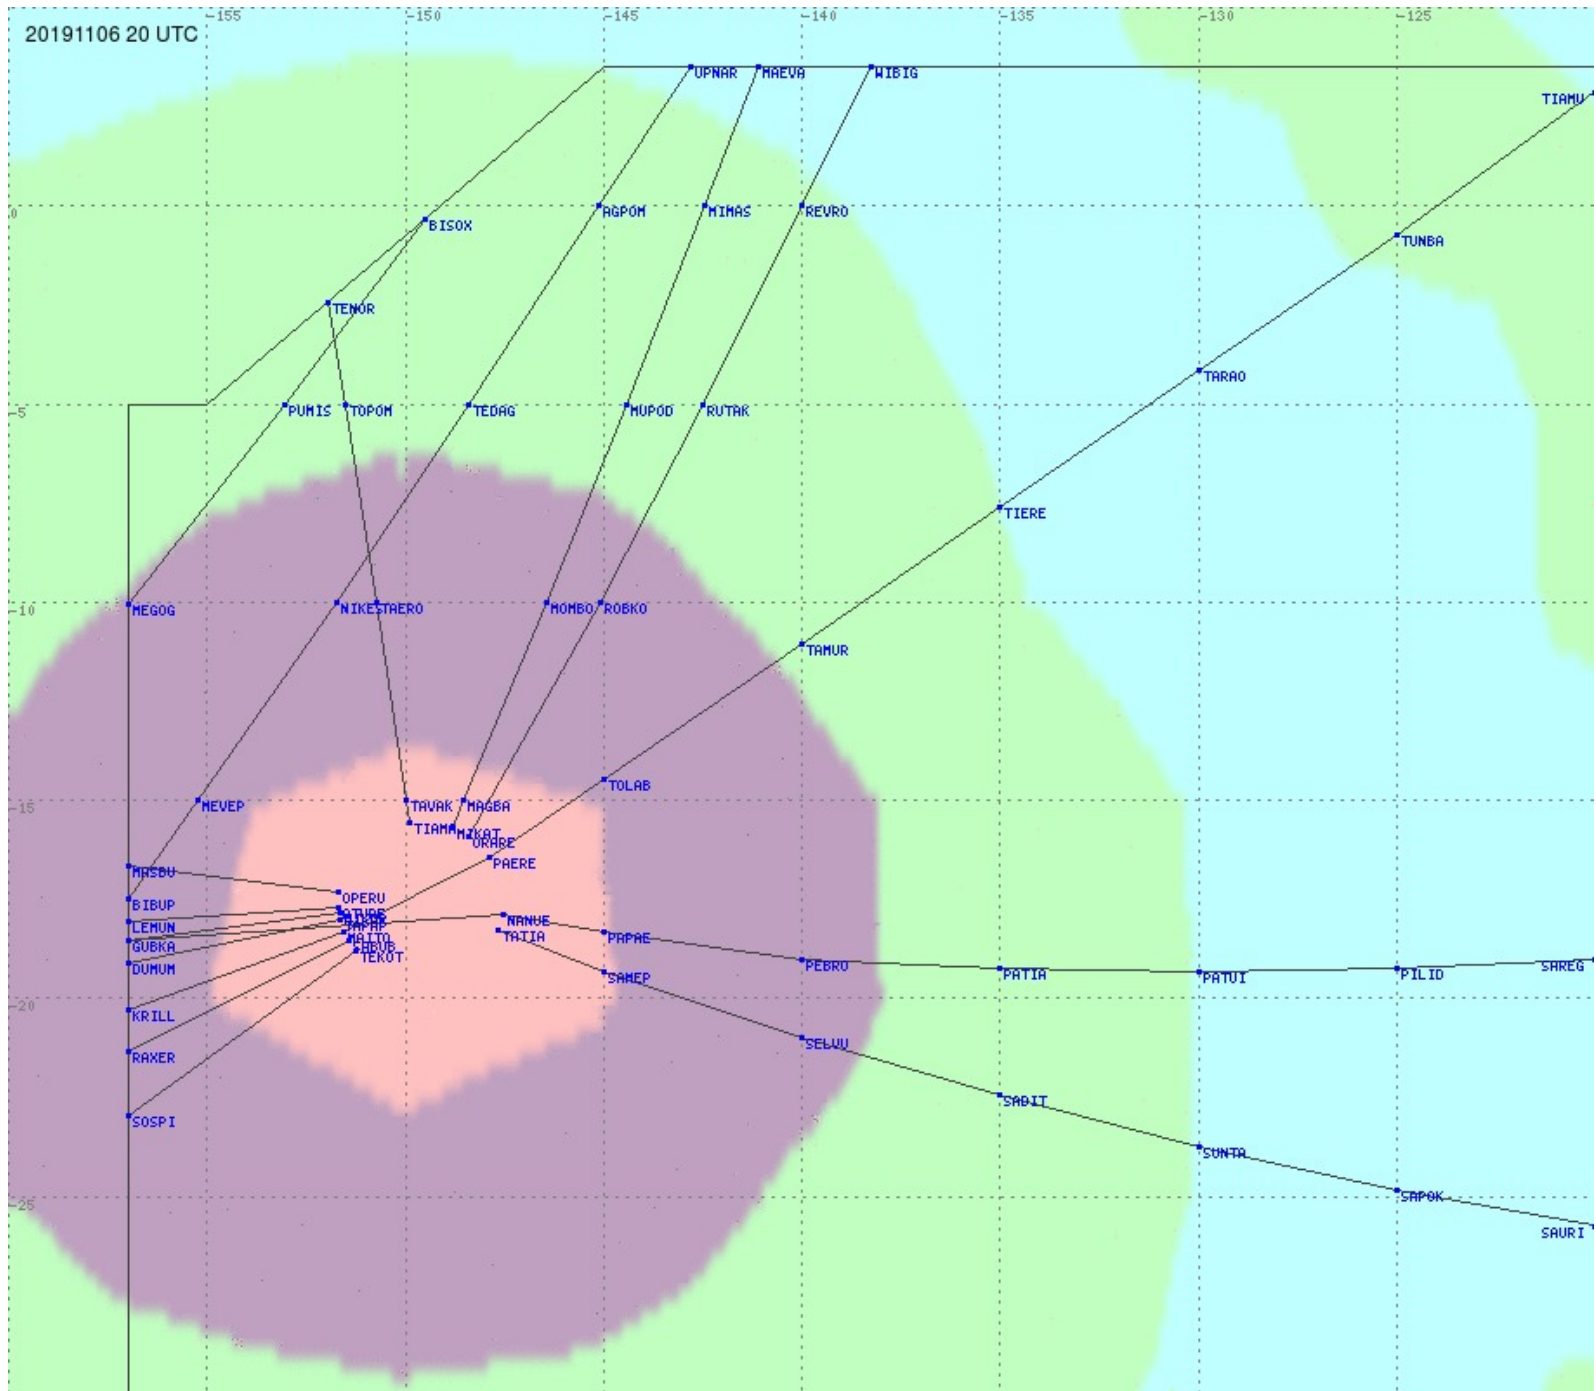 -155 -150 -145 -140 -135 -130 -125
20191106 20 UTC
UPNAR MAEVA WIBIG
TIAMU
0
AGPOM MIMAS REVRO
BISOX
TUNBA
TENOR
TARAO
-5
PUMIS TOPOM TEDAG MUPOD RUTAK
TIERE
-10
MEGOG NIKES TAERO MOMBO ROBKO
TAMUR
TOLAB
-15
MEVEP TAVAK MAGBA
TIAMA MIKAT
ORARE
PAERE
MASBU
OPERU
BIBUP
NANUE
LEMUN
TATIA PAPAE
MAITO
GUBKA
TEKOT
PEBRO PATIA PATUI PILID SAREG
DUMUM
SAMEP
-20
KRILL
SELVU
RAXER
SADIT
SOSPI
SUNTA
-25
SAPOK
SAURI